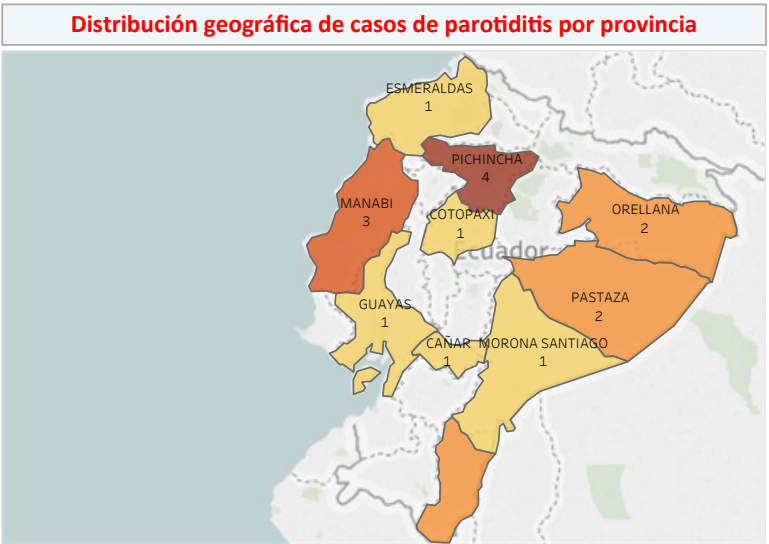 Distribución geográfica de casos de parotiditis por provincia
ESMERALDAS
1
PICHINCHA
4
MANABI
3
COTOPAXI
1
ORELLANA
2
Ecuador
PASTAZA
2
GUAYAS
1
CAÑAR
1
MORONA SANTIAGO
1